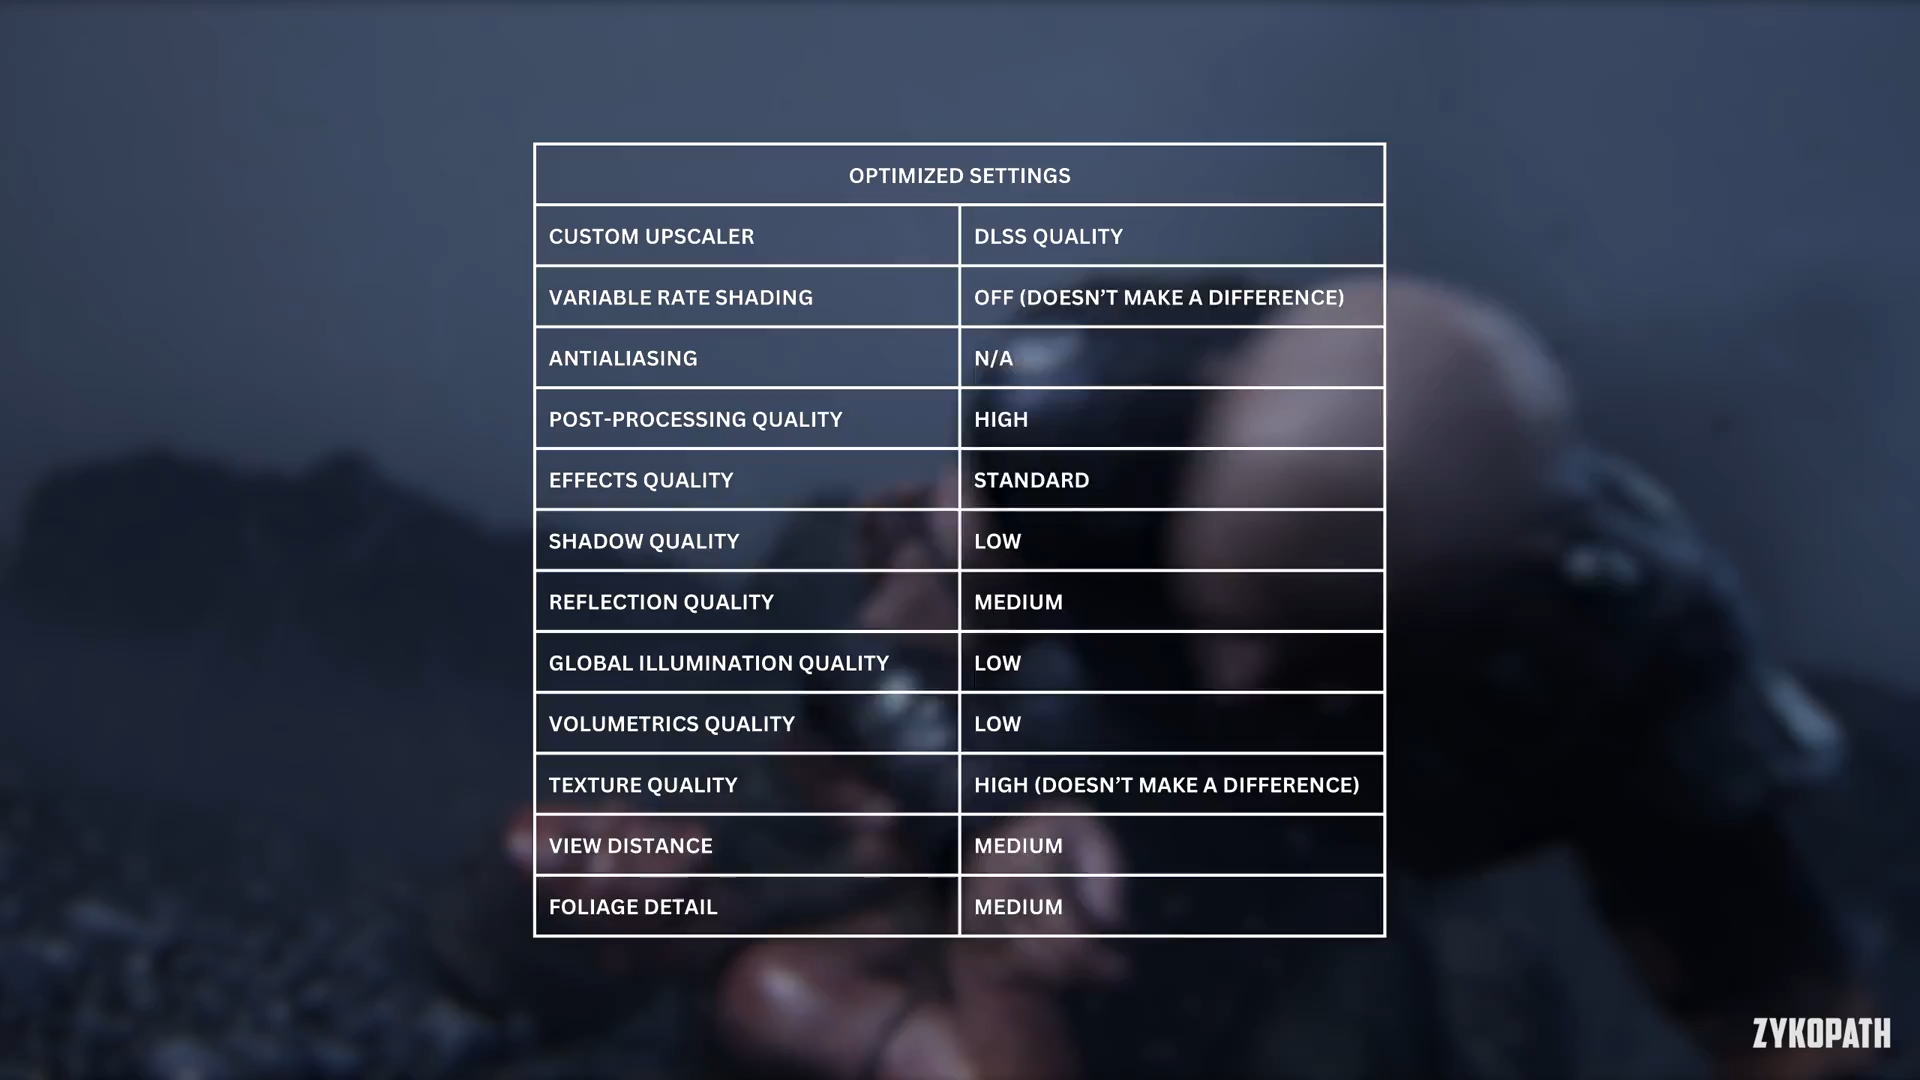 OPTIMIZED SETTINGS
CUSTOM UPSCALER DLSS QUALITY
VARIABLE RATE SHADING OFF (DOESN'T MAKE A DIFFERENCE)
ANTIALIASING N/A
POST-PROCESSING QUALITY HIGH
EFFECTS QUALITY STANDARD
SHADOW QUALITY LOW
REFLECTION QUALITY MEDIUM
GLOBAL ILLUMINATION QUALITY LOW
VOLUMETRICS QUALITY LOW
TEXTURE QUALITY HIGH (DOESN'T MAKE A DIFFERENCE)
VIEW DISTANCE MEDIUM
FOLIAGE DETAIL MEDIUM
ZYKOPATH